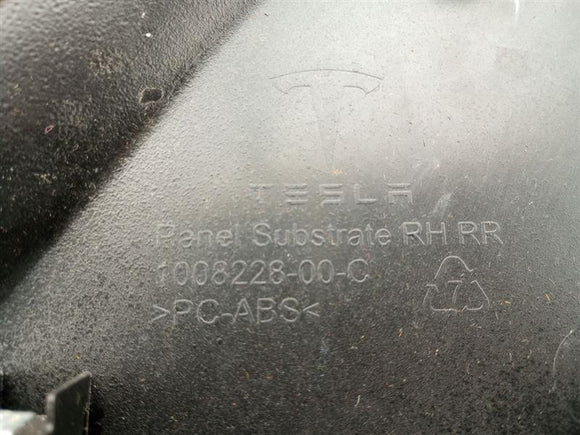 TESLA
Panel Substrate RH RR
1008228-00-C
>PC-ABS<
7